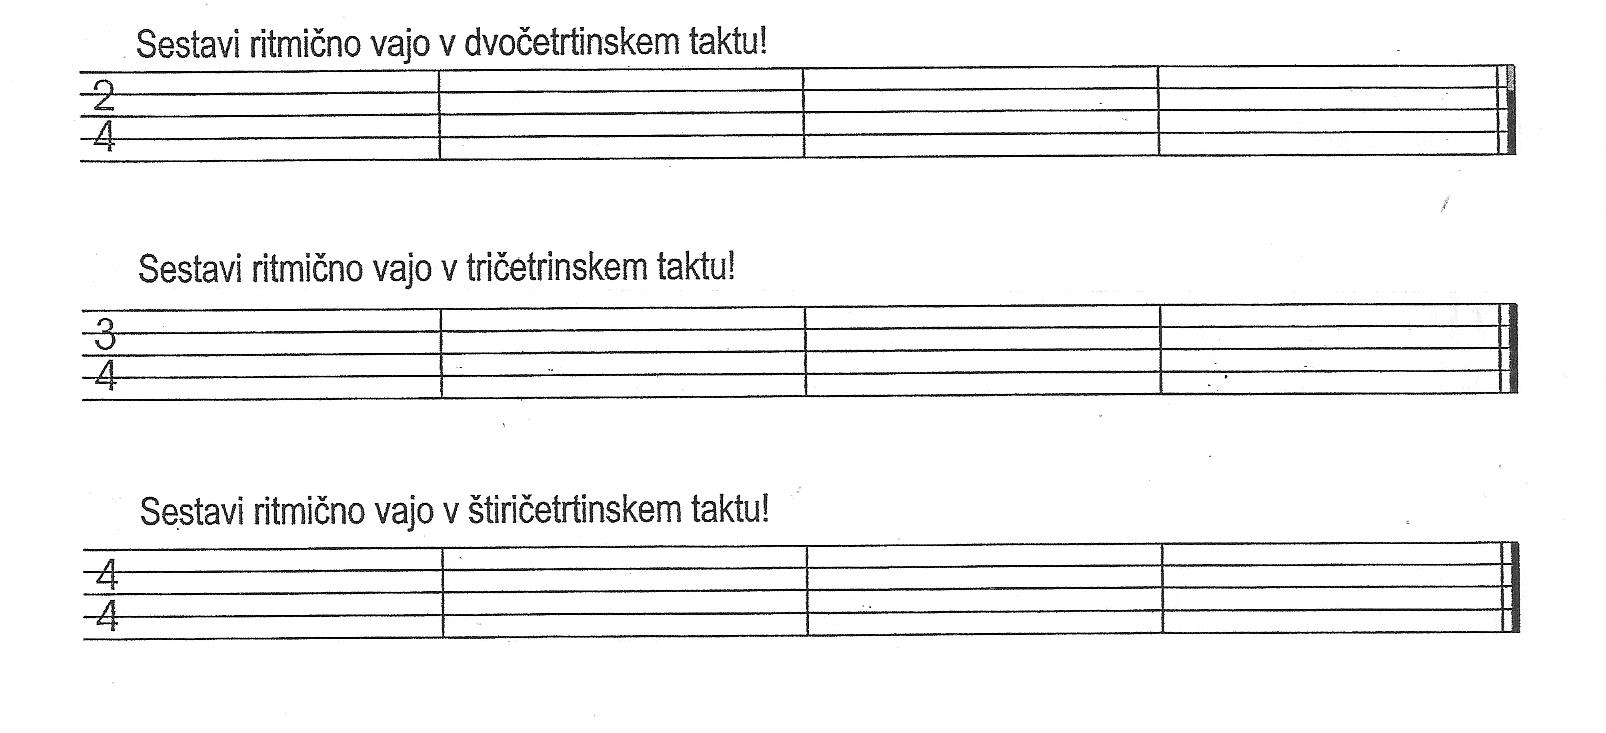 Sestavi ritmično vajo v dvočetrtinskem taktu!
2
4
Sestavi ritmično vajo v tričetrinskem taktu!
3
4
Sestavi ritmično vajo v štiričetrtinskem taktu!
4
4